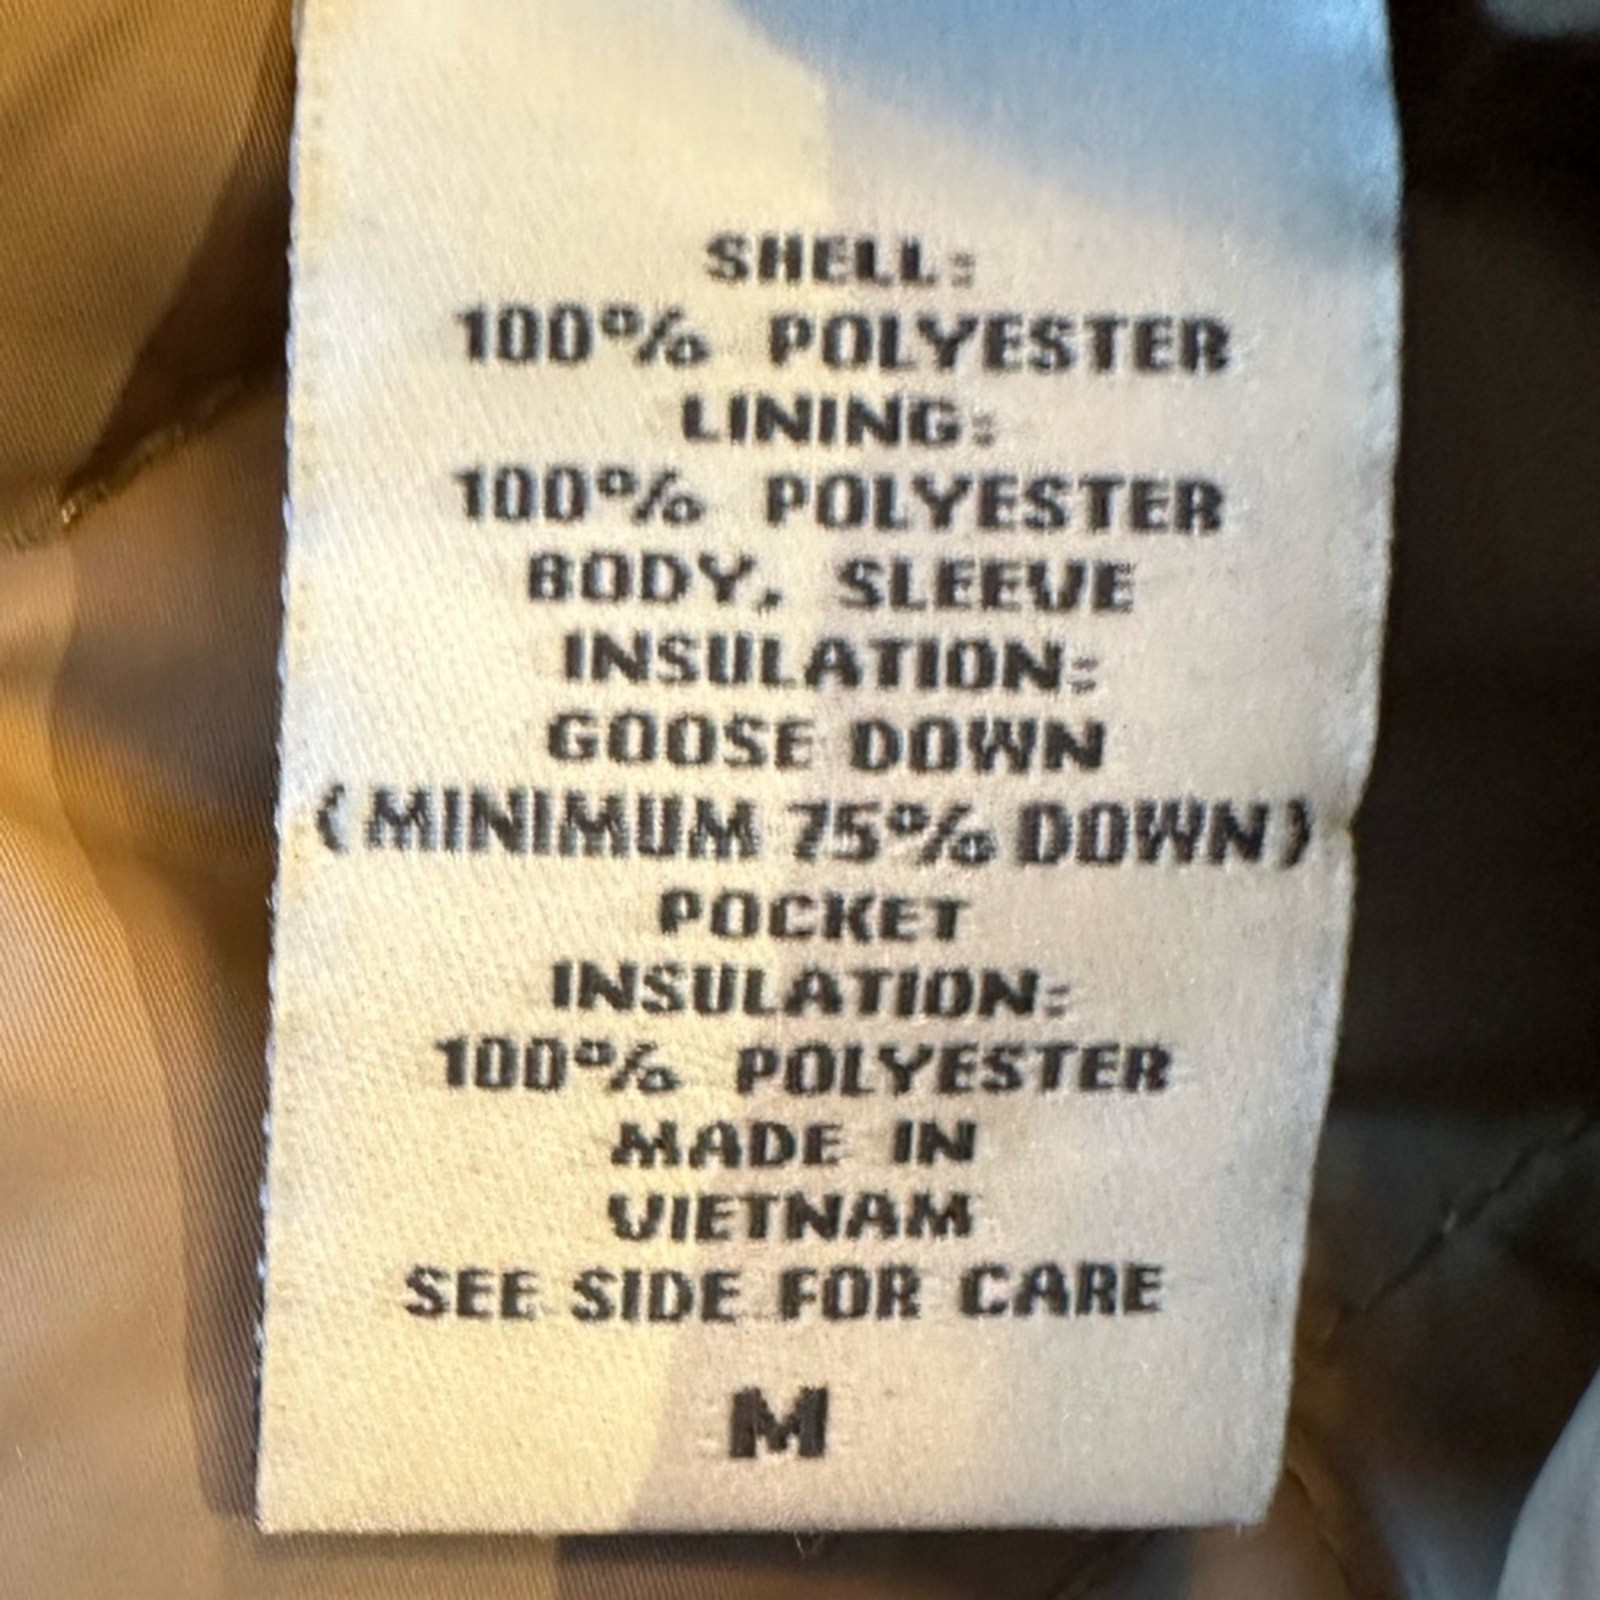 SHELL:
100% POLYESTER
LINING:
100% POLYESTER
BODY, SLEEVE
INSULATION:
GOOSE DOWN
(MINIMUM 75% DOWN)
POCKET
INSULATION:
100% POLYESTER
MADE IN
VIETNAM
SEE SIDE FOR CARE
M